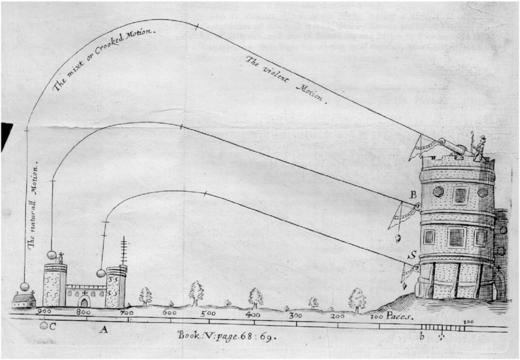 The mixt or Crooked Motion.
The violent Motion.
The naturall Motion.
B
S
900 800 700 600 500 400 300 200 100 Paces.
100
C
A
b
Book:V:page.68:69.